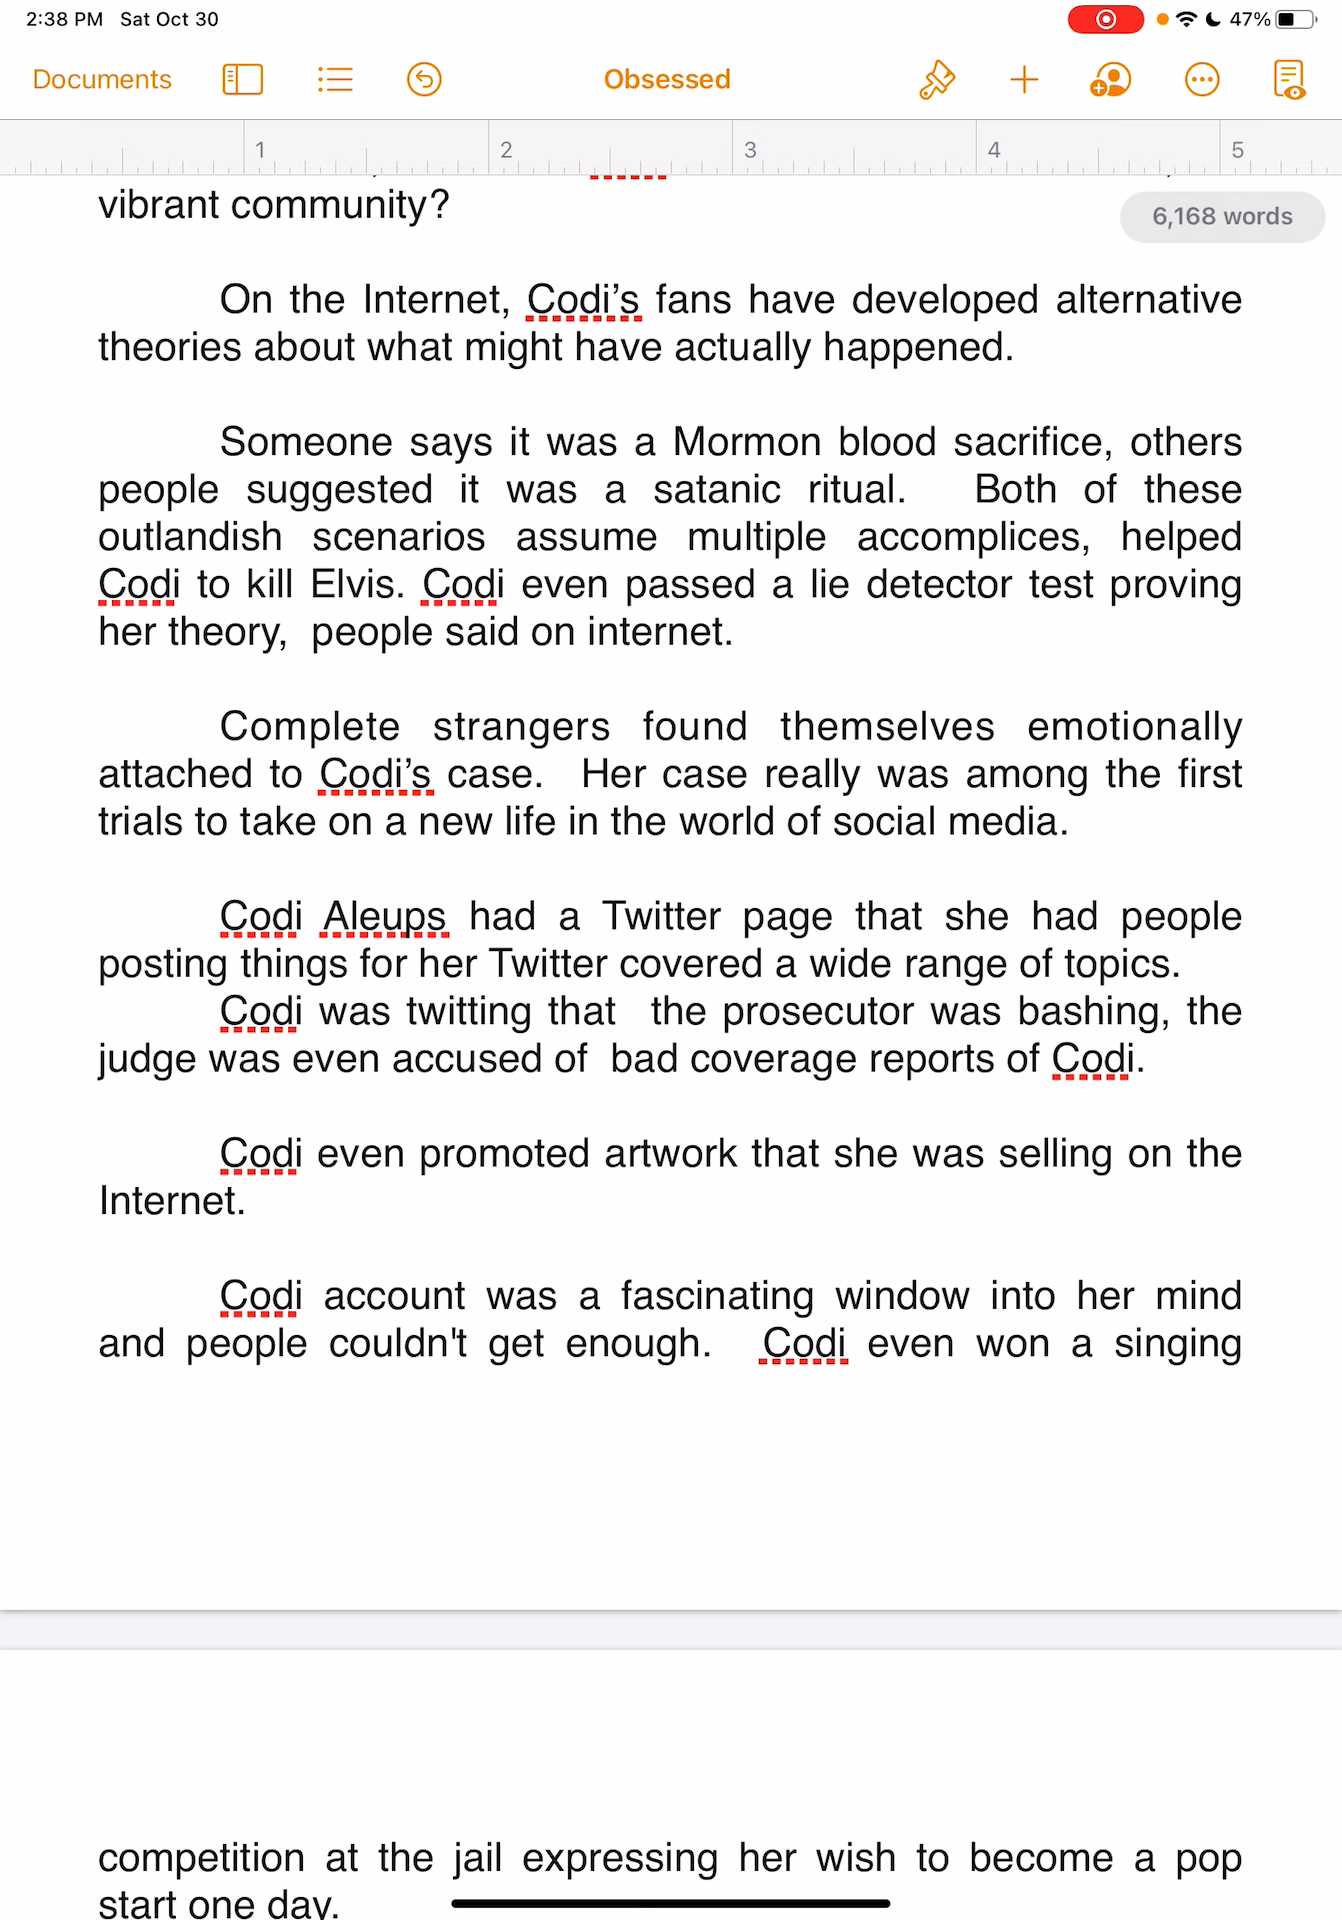 2:38 PM Sat Oct 30
47%
Documents
Obsessed
1 2 3 4 5
vibrant community?
6,168 words
On the Internet, Codi’s fans have developed alternative
theories about what might have actually happened.
Someone says it was a Mormon blood sacrifice, others
people suggested it was a satanic ritual. Both of these
outlandish scenarios assume multiple accomplices, helped
Codi to kill Elvis. Codi even passed a lie detector test proving
her theory, people said on internet.
Complete strangers found themselves emotionally
attached to Codi’s case. Her case really was among the first
trials to take on a new life in the world of social media.
Codi Aleups had a Twitter page that she had people
posting things for her Twitter covered a wide range of topics.
Codi was twitting that the prosecutor was bashing, the
judge was even accused of bad coverage reports of Codi.
Codi even promoted artwork that she was selling on the
Internet.
Codi account was a fascinating window into her mind
and people couldn't get enough. Codi even won a singing
competition at the jail expressing her wish to become a pop
start one day.